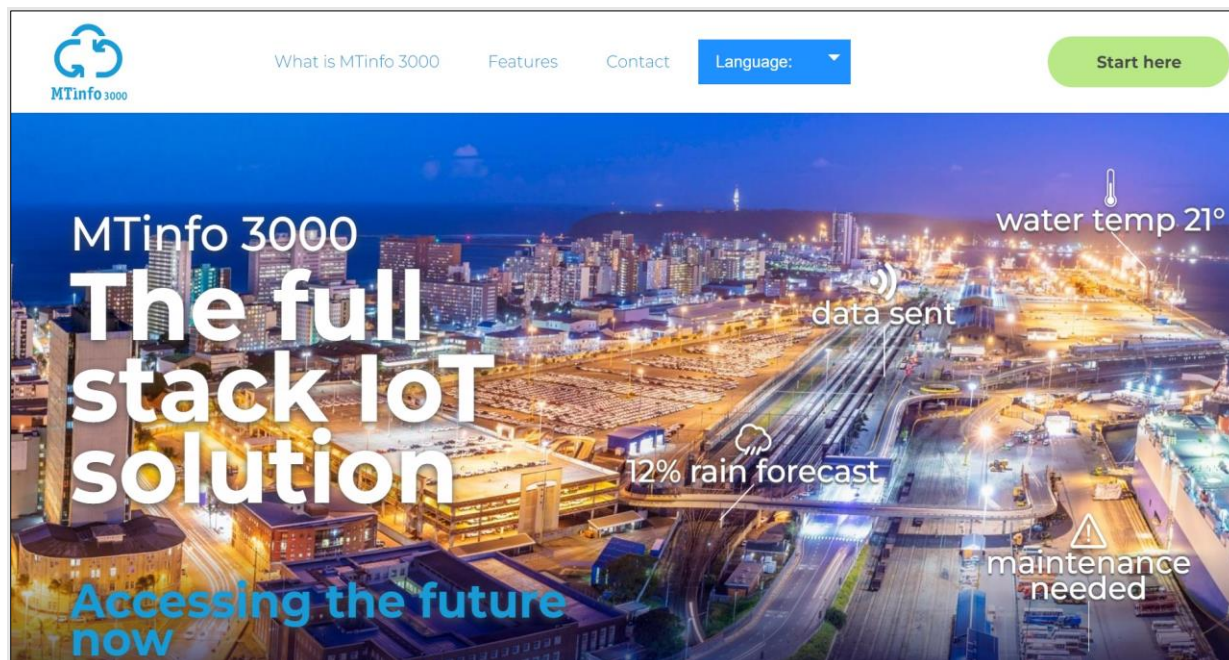 MTinfo 3000
What is MTinfo 3000
Features
Contact
Language:
Start here
MTinfo 3000
The full
stack IoT
solution
Accessing the future
now
water temp 21°
data sent
12% rain forecast
maintenance
needed